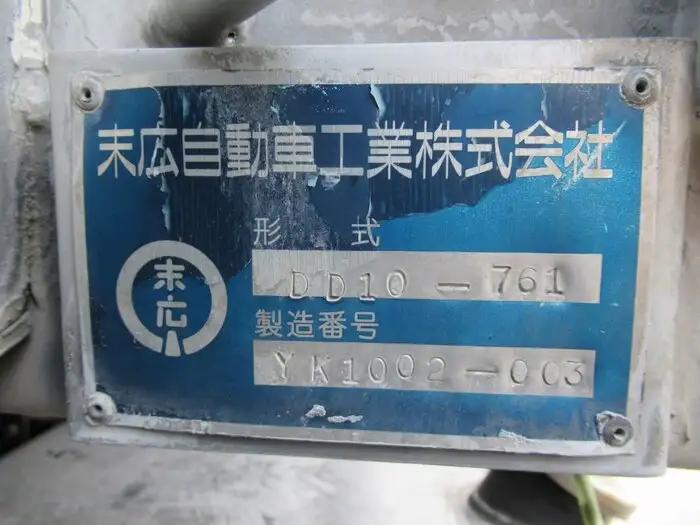 末広自動車工業株式会社
形式
DD10-761
末広
製造番号
YK1002-003